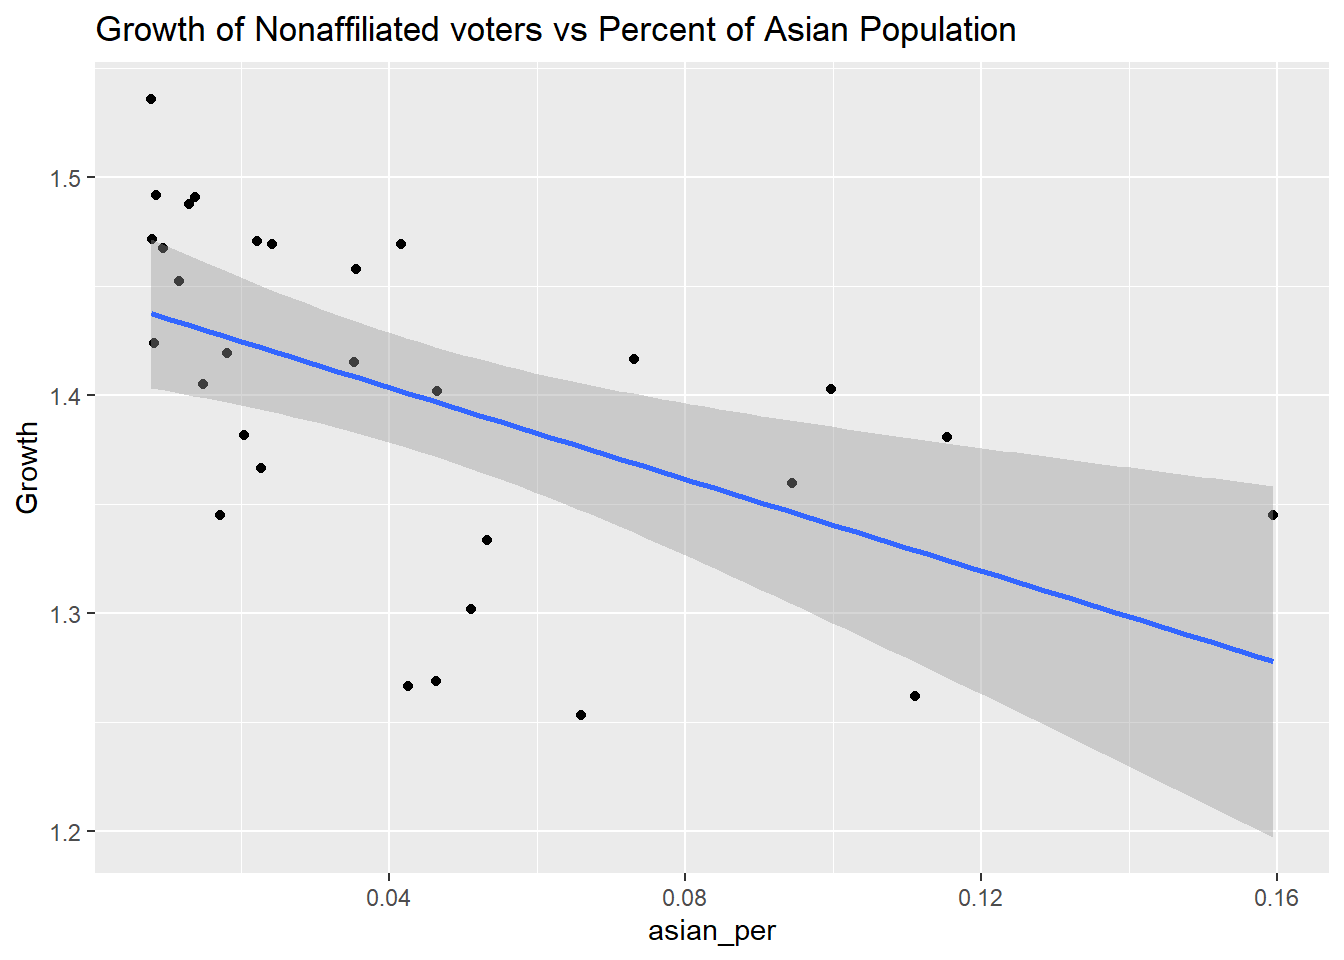 Growth of Nonaffiliated voters vs Percent of Asian Population
1.5
1.4
1.3
1.2
Growth
0.04
0.08
0.12
0.16
asian_per